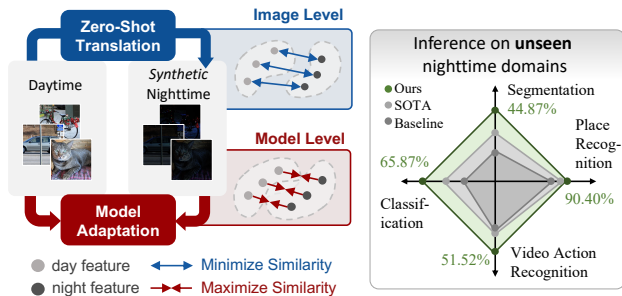 Zero-Shot
Translation
Image Level
Daytime
Synthetic
Nighttime
Model Level
Model
Adaptation
day feature
Minimize Similarity
night feature
Maximize Similarity
Inference on unseen
nighttime domains
Ours
SOTA
Baseline
Segmentation
44.87%
Place
Recog-
nition
90.40%
65.87%
Classif-
ication
51.52%
Video Action
Recognition